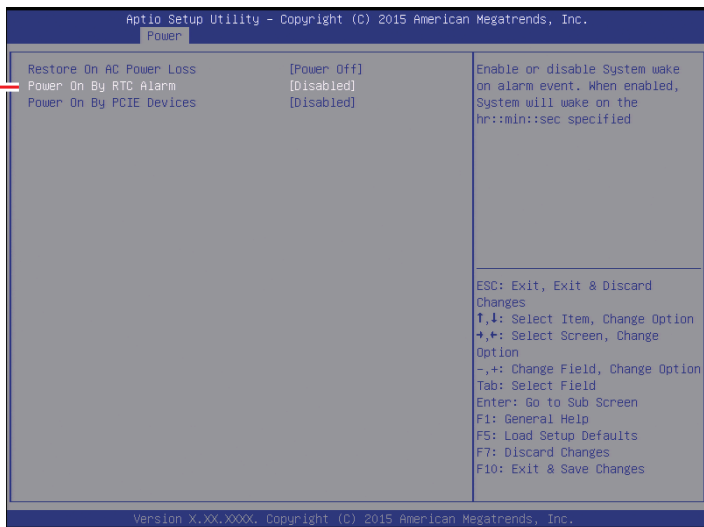 Aptio Setup Utility – Copyright (C) 2015 American Megatrends, Inc.
Power
Restore On AC Power Loss [Power Off]
Power On By RTC Alarm [Disabled]
Power On By PCIE Devices [Disabled]
Enable or disable System wake
on alarm event. When enabled,
System will wake on the
hr::min::sec specified
ESC: Exit, Exit & Discard
Changes
↑,↓: Select Item, Change Option
→,←: Select Screen, Change
Option
-,+: Change Field, Change Option
Tab: Select Field
Enter: Go to Sub Screen
F1: General Help
F5: Load Setup Defaults
F7: Discard Changes
F10: Exit & Save Changes
Version X.XX.XXXX. Copyright (C) 2015 American Megatrends, Inc.